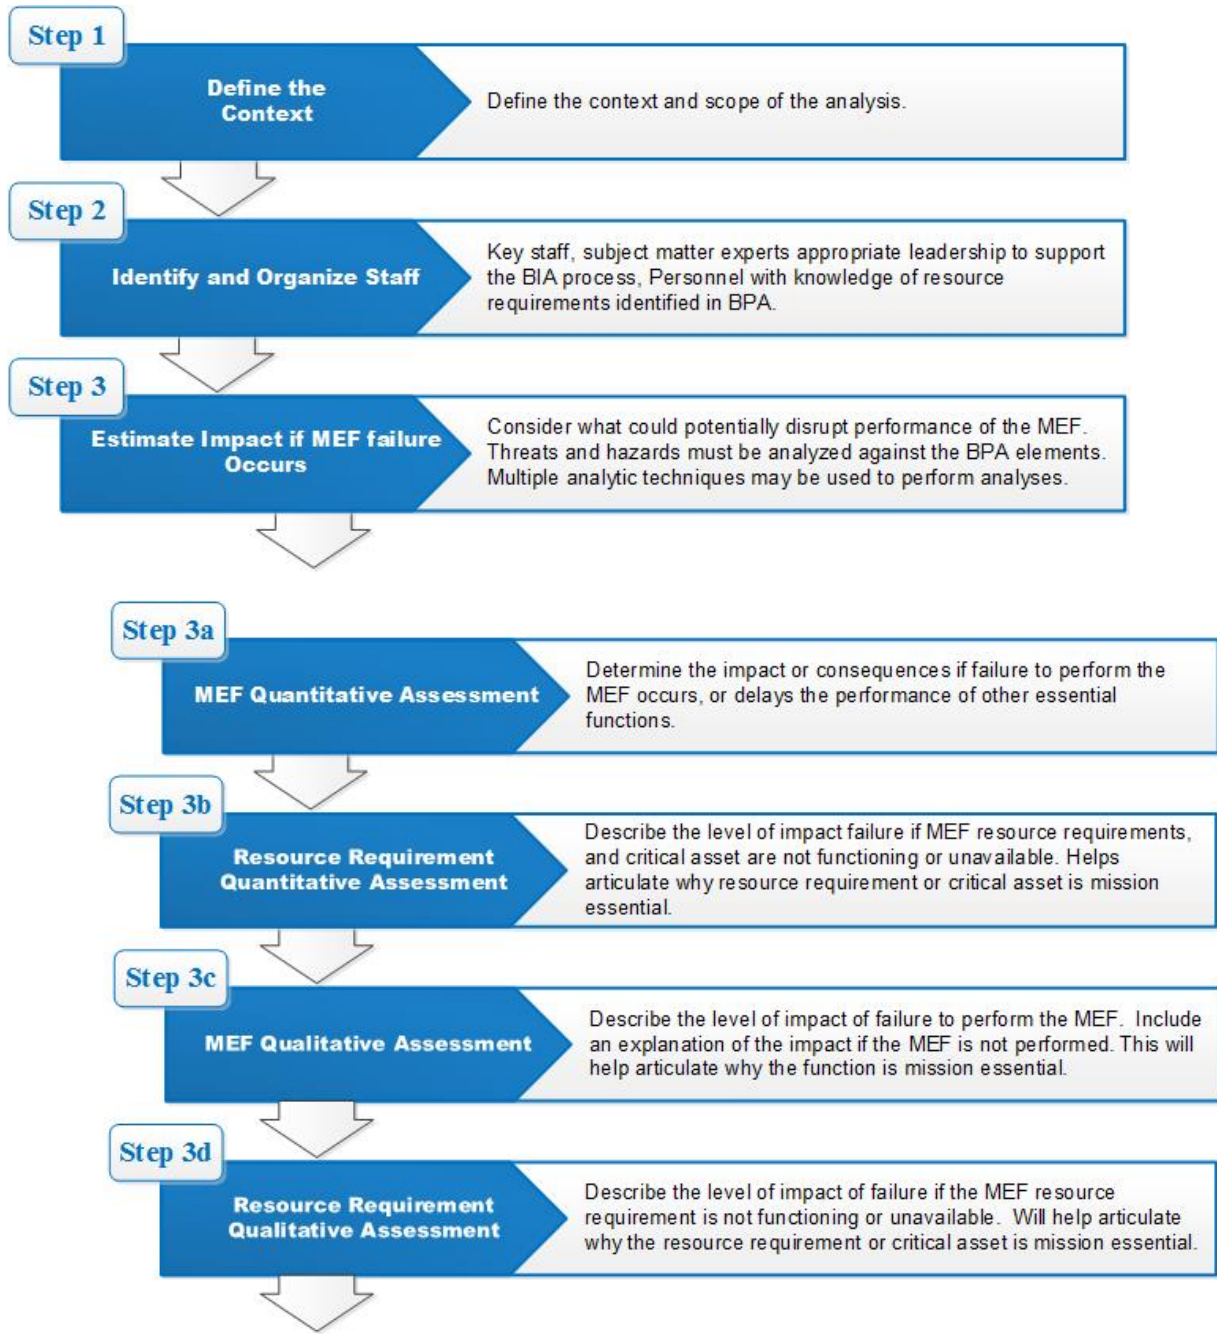 Step 1
Define the
Context
Define the context and scope of the analysis.
Step 2
Identify and Organize Staff
Key staff, subject matter experts appropriate leadership to support
the BIA process, Personnel with knowledge of resource
requirements identified in BPA.
Step 3
Estimate Impact if MEF failure
Occurs
Consider what could potentially disrupt performance of the MEF.
Threats and hazards must be analyzed against the BPA elements.
Multiple analytic techniques may be used to perform analyses.
Step 3a
MEF Quantitative Assessment
Determine the impact or consequences if failure to perform the
MEF occurs, or delays the performance of other essential
functions.
Step 3b
Resource Requirement
Quantitative Assessment
Describe the level of impact failure if MEF resource requirements,
and critical asset are not functioning or unavailable. Helps
articulate why resource requirement or critical asset is mission
essential.
Step 3c
MEF Qualitative Assessment
Describe the level of impact of failure to perform the MEF. Include
an explanation of the impact if the MEF is not performed. This will
help articulate why the function is mission essential.
Step 3d
Resource Requirement
Qualitative Assessment
Describe the level of impact of failure if the MEF resource
requirement is not functioning or unavailable. Will help articulate
why the resource requirement or critical asset is mission essential.